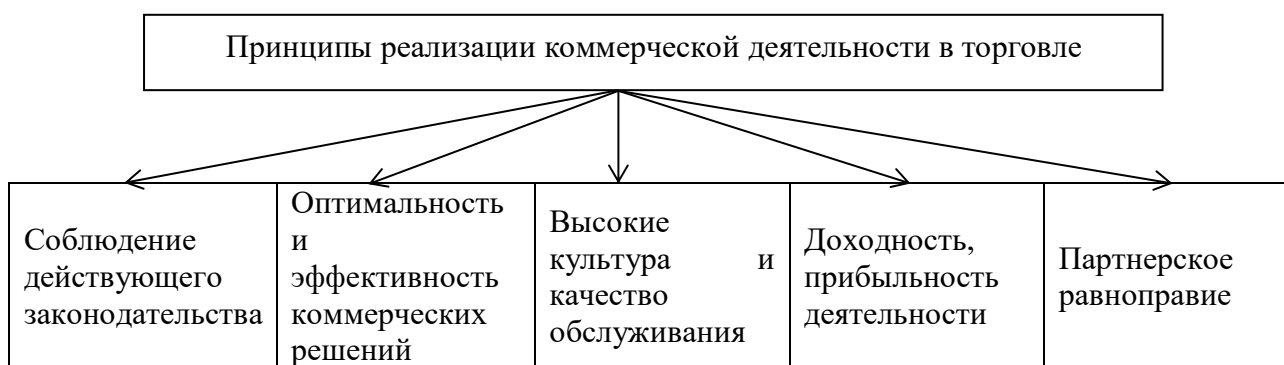 Принципы реализации коммерческой деятельности в торговле
Соблюдение
действующего
законодательства
Оптимальность
и
эффективность
коммерческих
решений
Высокие
культура и
качество
обслуживания
Доходность,
прибыльность
деятельности
Партнерское
равноправие